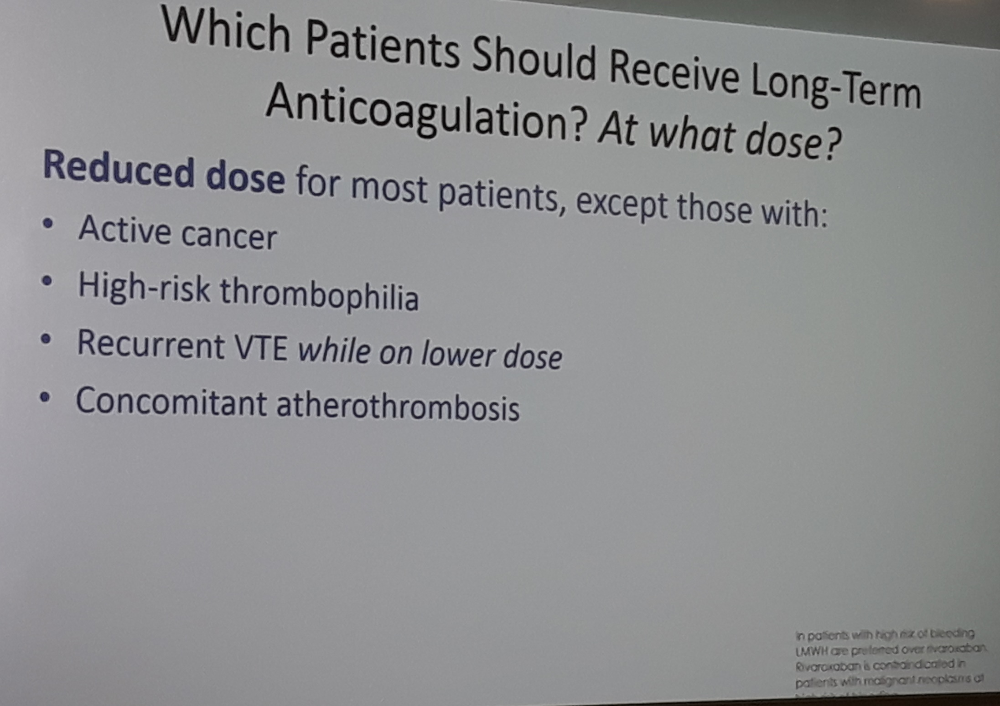 Which Patients Should Receive Long-Term
Anticoagulation? At what dose?
Reduced dose for most patients, except those with:
• Active cancer
• High-risk thrombophilia
• Recurrent VTE while on lower dose
• Concomitant atherothrombosis
In patients with high risk of bleeding
LMWH are preferred over rivaroxaban.
Rivaroxaban is contraindicated in
patients with malignant neoplasms at